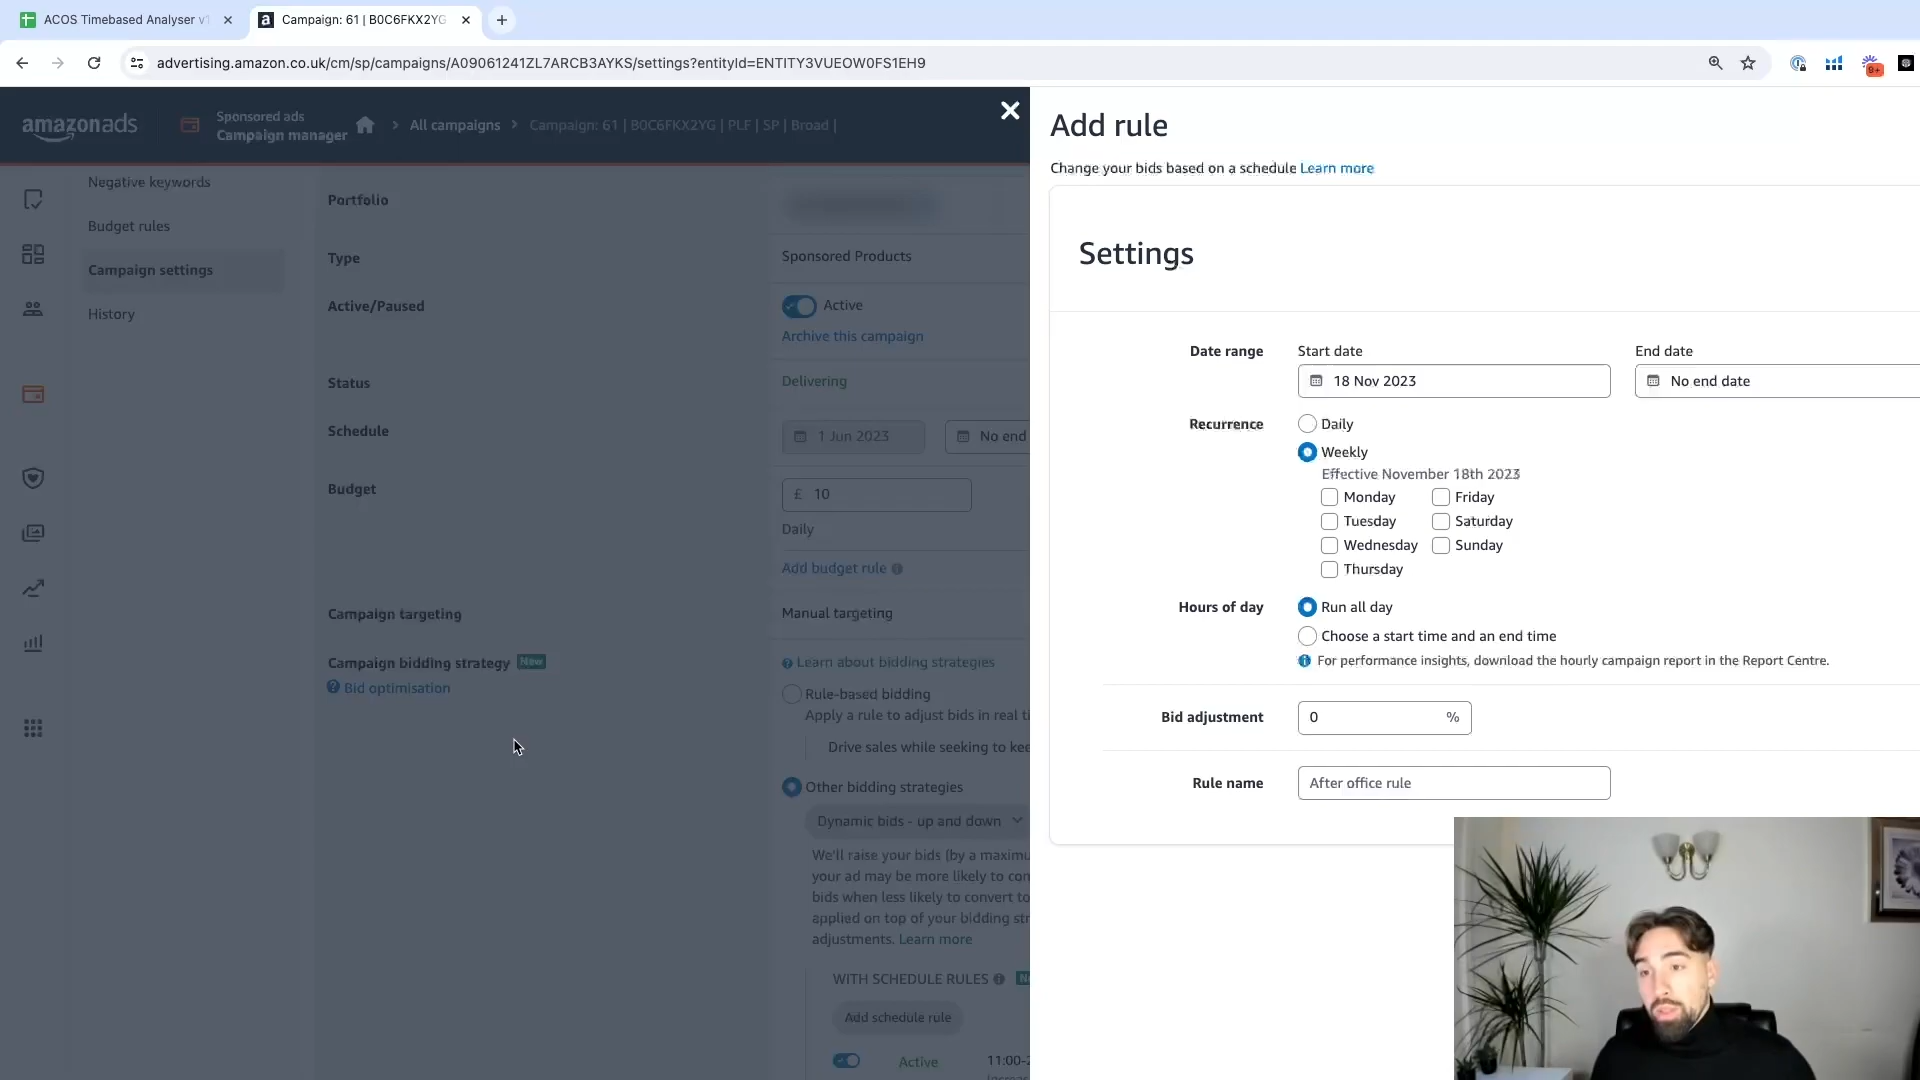 ACOS Timebased Analyser v1
Campaign: 61 | B0C6FKX2YG
advertising.amazon.co.uk/cm/sp/campaigns/A09061241ZL7ARCB3AYKS/settings?entityId=ENTITY3VUEOW0FS1EH9
9+
amazonads
Sponsored ads
Campaign manager
All campaigns
Campaign: 61 | B0C6FKX2YG | PLF | SP | Broad |
Negative keywords
Budget rules
Campaign settings
History
Portfolio
Type
Sponsored Products
Active/Paused
Active
Archive this campaign
Status
Delivering
Schedule
1 Jun 2023
No end
Budget
£ 10
Daily
Add budget rule
Campaign targeting
Manual targeting
Campaign bidding strategy New
Bid optimisation
Learn about bidding strategies
Rule-based bidding
Apply a rule to adjust bids in real ti
Drive sales while seeking to kee
Other bidding strategies
Dynamic bids - up and down
We'll raise your bids (by a maximu
your ad may be more likely to con
bids when less likely to convert to
applied on top of your bidding str
adjustments. Learn more
WITH SCHEDULE RULES
Add schedule rule
Active
11:00-
Add rule
Change your bids based on a schedule Learn more
Settings
Date range
Start date
End date
18 Nov 2023
No end date
Recurrence
Daily
Weekly
Effective November 18th 2023
Monday
Friday
Tuesday
Saturday
Wednesday
Sunday
Thursday
Hours of day
Run all day
Choose a start time and an end time
For performance insights, download the hourly campaign report in the Report Centre.
Bid adjustment
0 %
Rule name
After office rule